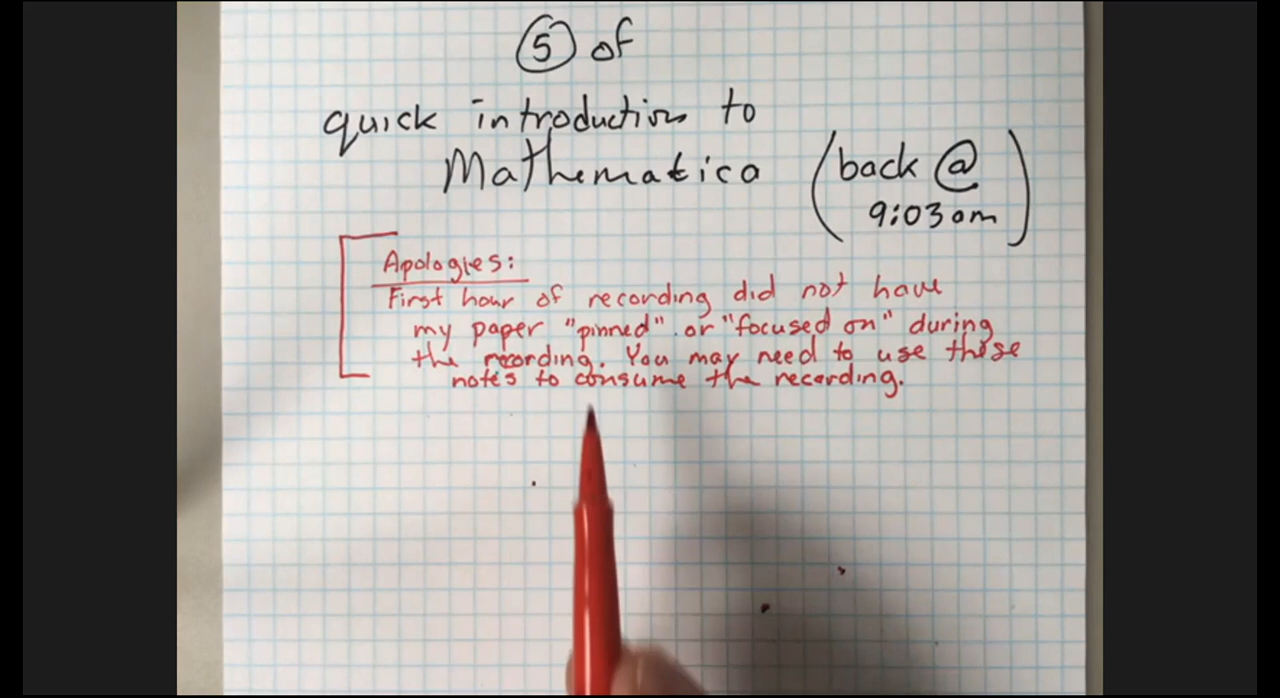 ⑤ of
quick introduction to
Mathematica
(back @
9:03am)
Apologies:
First hour of recording did not have
my paper "pinned" or "focused on" during
the recording. You may need to use these
notes to consume the recording.